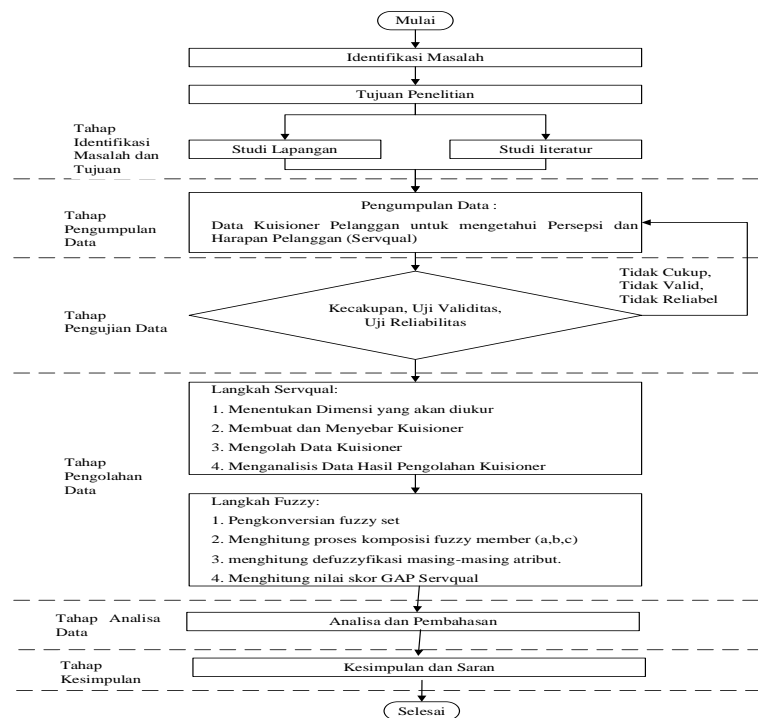 Mulai
Identifikasi Masalah
Tujuan Penelitian
Tahap
Identifikasi
Masalah dan
Tujuan
Studi Lapangan
Studi literatur
Tahap
Pengumpulan
Data
Pengumpulan Data :
Data Kuisioner Pelanggan untuk mengetahui Persepsi dan
Harapan Pelanggan (Servqual)
Tahap
Pengujian Data
Kecakupan, Uji Validitas,
Uji Reliabilitas
Tidak Cukup,
Tidak Valid,
Tidak Reliabel
Tahap
Pengolahan
Data
Langkah Servqual:
1. Menentukan Dimensi yang akan diukur
2. Membuat dan Menyebar Kuisioner
3. Mengolah Data Kuisioner
4. Menganalisis Data Hasil Pengolahan Kuisioner
Langkah Fuzzy:
1. Pengkonversian fuzzy set
2. Menghitung proses komposisi fuzzy member (a,b,c)
3. menghitung defuzzyfikasi masing-masing atribut.
4. Menghitung nilai skor GAP Servqual
Tahap Analisa
Data
Analisa dan Pembahasan
Tahap
Kesimpulan
Kesimpulan dan Saran
Selesai